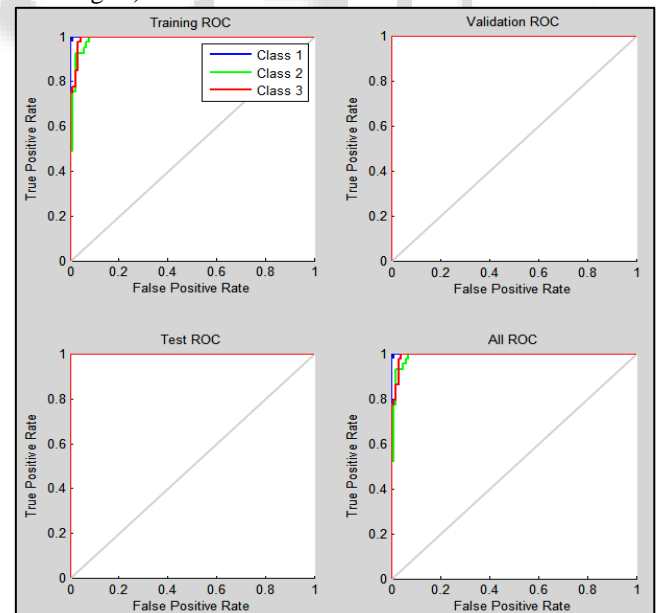 Training ROC
1
0.8
0.6
0.4
0.2
0
True Positive Rate
Class 1
Class 2
Class 3
0 0.2 0.4 0.6 0.8 1
False Positive Rate
Validation ROC
1
0.8
0.6
0.4
0.2
0
True Positive Rate
0 0.2 0.4 0.6 0.8 1
False Positive Rate
Test ROC
1
0.8
0.6
0.4
0.2
0
True Positive Rate
0 0.2 0.4 0.6 0.8 1
False Positive Rate
All ROC
1
0.8
0.6
0.4
0.2
0
True Positive Rate
0 0.2 0.4 0.6 0.8 1
False Positive Rate